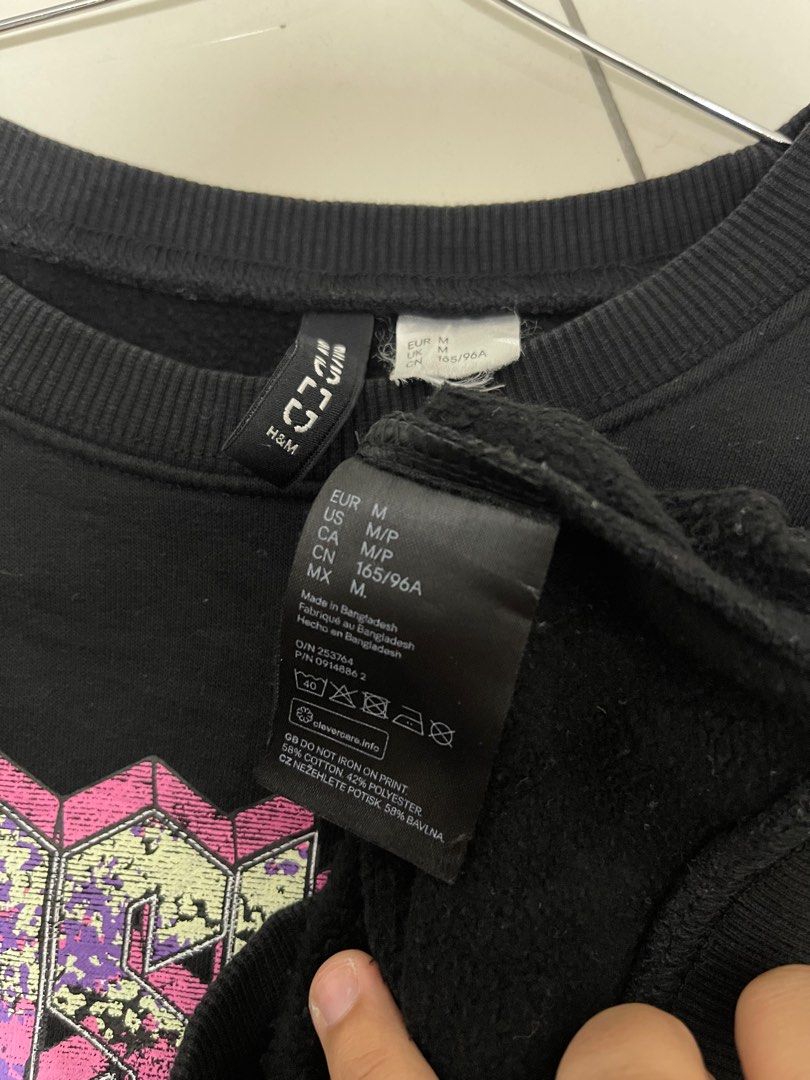 DIVIDED
H&M
EUR M
UK M
CN 165/96A
EUR M
US M/P
CA M/P
CN 165/96A
MX M.
Made in Bangladesh
Fabriqué au Bangladesh
Hecho en Bangladesh
O/N 253764
P/N 0914886 2
40
clevercare.info
GB DO NOT IRON ON PRINT.
58% COTTON. 42% POLYESTER.
CZ NEŽEHLETE POTISK. 58% BAVLNA.